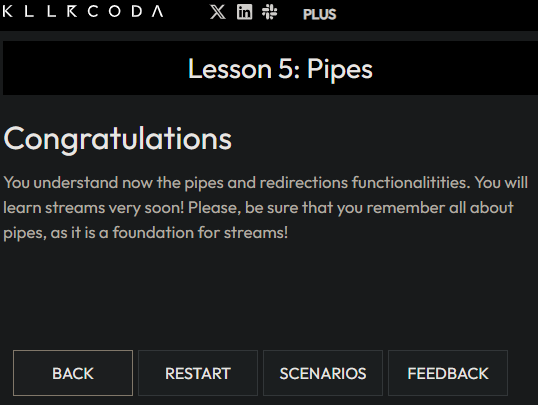 KLLRCODA PLUS
Lesson 5: Pipes
Congratulations
You understand now the pipes and redirections functionalitities. You will
learn streams very soon! Please, be sure that you remember all about
pipes, as it is a foundation for streams!
BACK RESTART SCENARIOS FEEDBACK